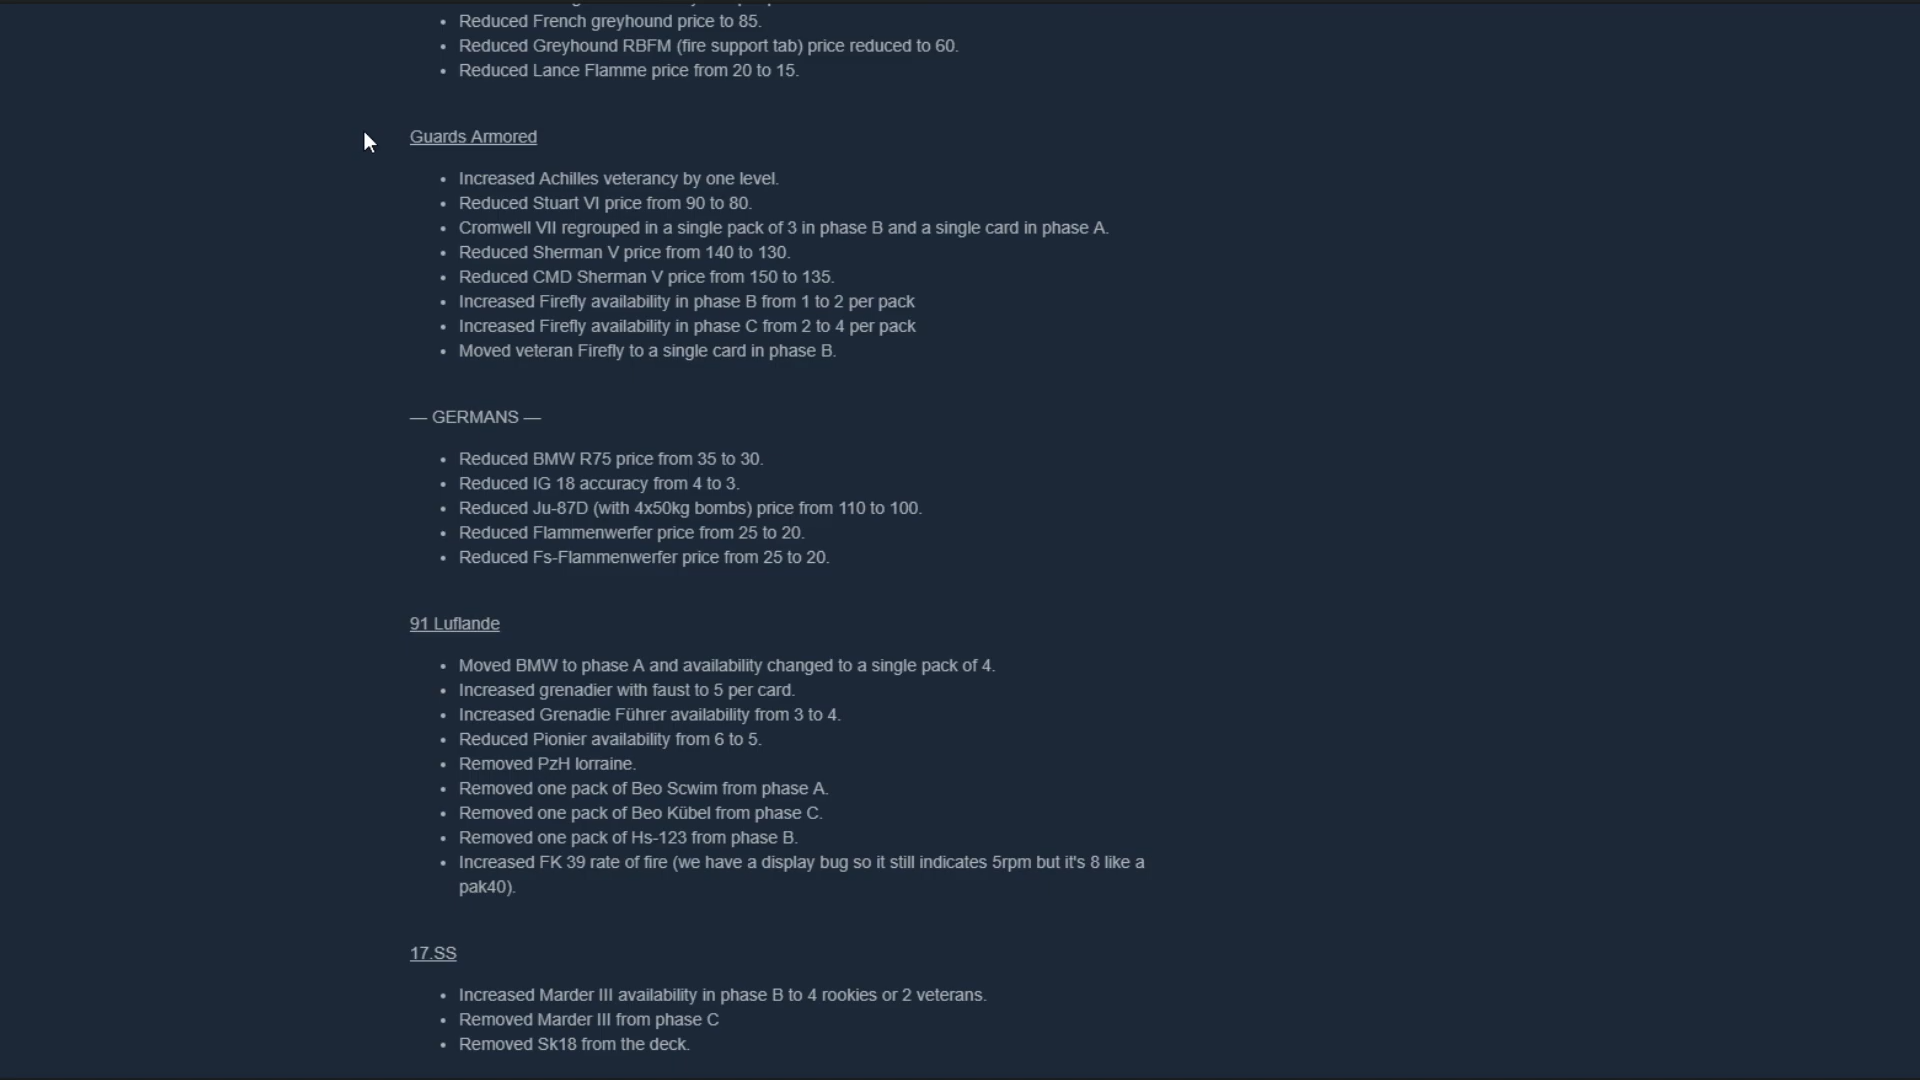 • Reduced French greyhound price to 85.
• Reduced Greyhound RBFM (fire support tab) price reduced to 60.
• Reduced Lance Flamme price from 20 to 15.
Guards Armored
• Increased Achilles veterancy by one level.
• Reduced Stuart VI price from 90 to 80.
• Cromwell VII regrouped in a single pack of 3 in phase B and a single card in phase A.
• Reduced Sherman V price from 140 to 130.
• Reduced CMD Sherman V price from 150 to 135.
• Increased Firefly availability in phase B from 1 to 2 per pack
• Increased Firefly availability in phase C from 2 to 4 per pack
• Moved veteran Firefly to a single card in phase B.
— GERMANS —
• Reduced BMW R75 price from 35 to 30.
• Reduced IG 18 accuracy from 4 to 3.
• Reduced Ju-87D (with 4x50kg bombs) price from 110 to 100.
• Reduced Flammenwerfer price from 25 to 20.
• Reduced Fs-Flammenwerfer price from 25 to 20.
91 Luflande
• Moved BMW to phase A and availability changed to a single pack of 4.
• Increased grenadier with faust to 5 per card.
• Increased Grenadie Führer availability from 3 to 4.
• Reduced Pionier availability from 6 to 5.
• Removed PzH lorraine.
• Removed one pack of Beo Scwim from phase A.
• Removed one pack of Beo Kübel from phase C.
• Removed one pack of Hs-123 from phase B.
• Increased FK 39 rate of fire (we have a display bug so it still indicates 5rpm but it's 8 like a
pak40).
17.SS
• Increased Marder III availability in phase B to 4 rookies or 2 veterans.
• Removed Marder III from phase C
• Removed Sk18 from the deck.